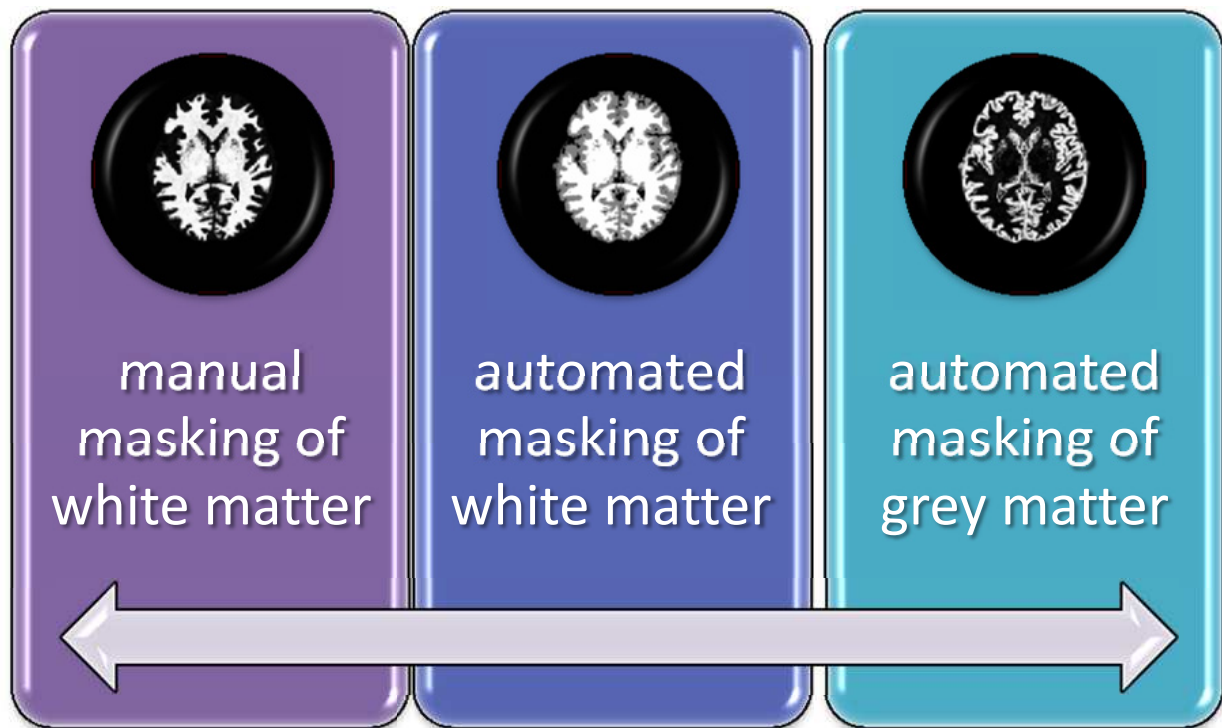 manual
masking of
white matter
automated
masking of
white matter
automated
masking of
grey matter